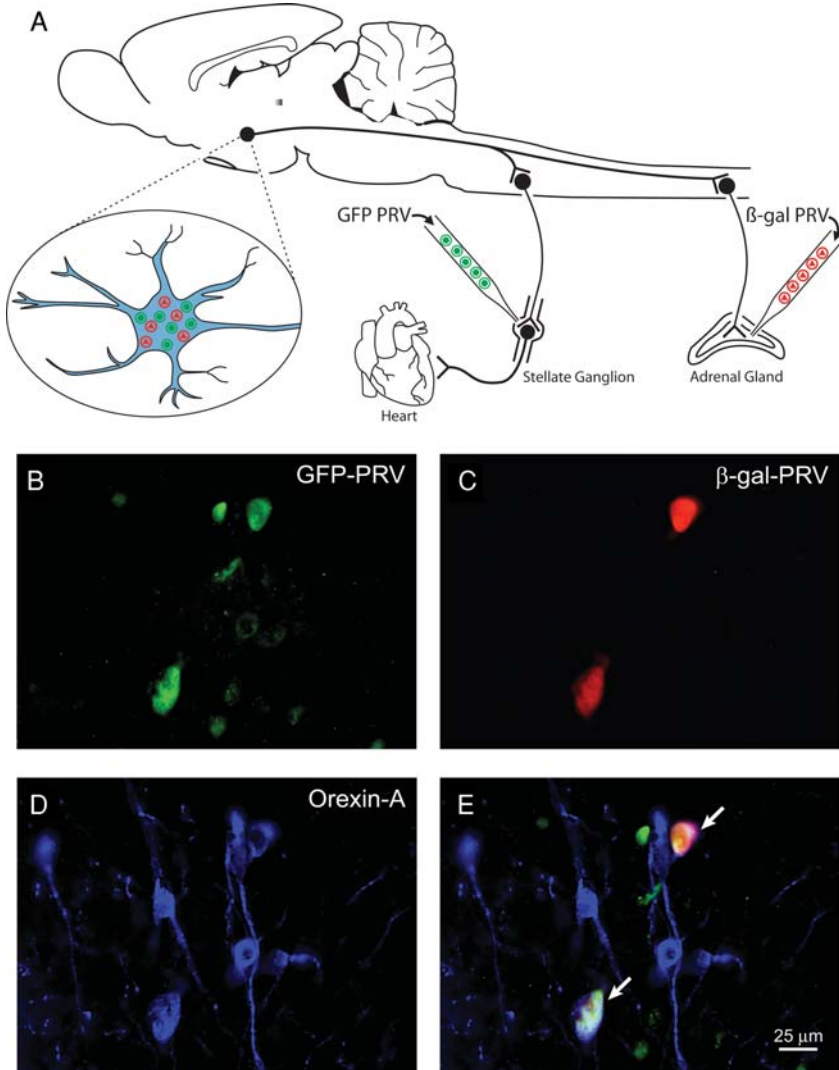 A
GFP PRV
ß-gal PRV
Heart
Stellate Ganglion
Adrenal Gland
B
GFP-PRV
C
β-gal-PRV
D
Orexin-A
E
25 μm